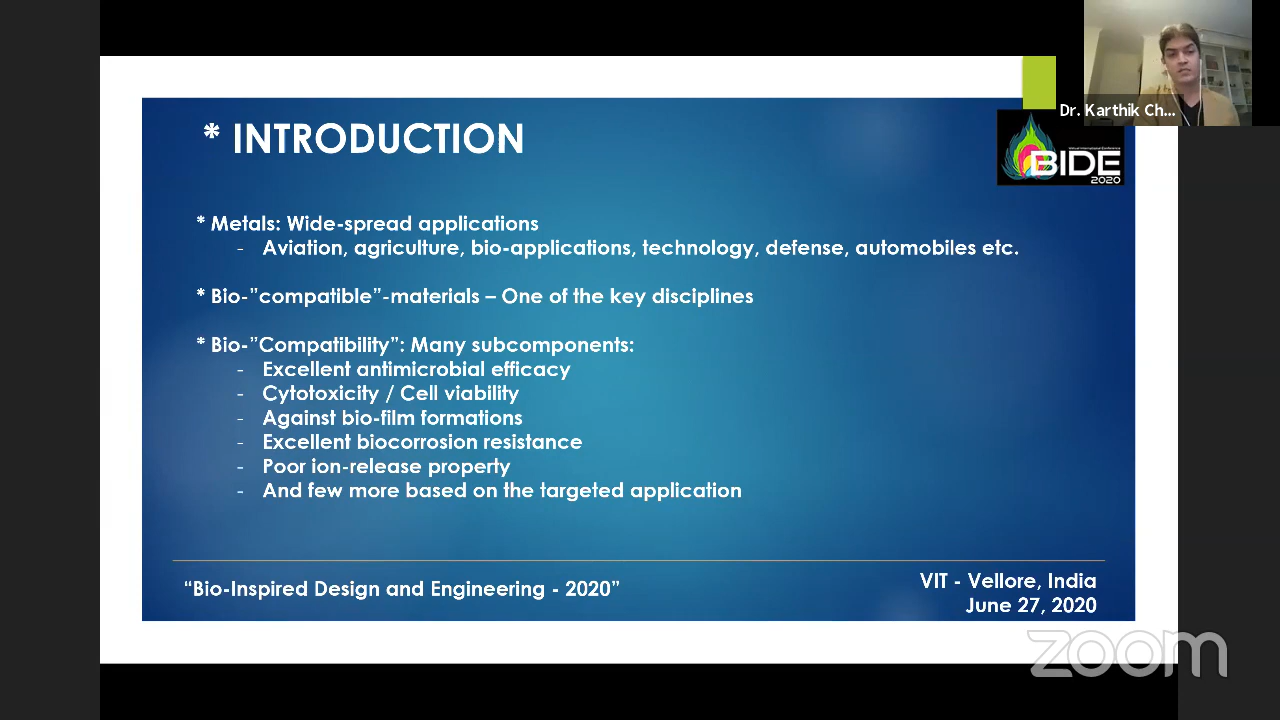 Dr. Karthik Ch...
* INTRODUCTION
Virtual International Conference
BIDE
2020
* Metals: Wide-spread applications
- Aviation, agriculture, bio-applications, technology, defense, automobiles etc.
* Bio-”compatible”-materials – One of the key disciplines
* Bio-”Compatibility”: Many subcomponents:
- Excellent antimicrobial efficacy
- Cytotoxicity / Cell viability
- Against bio-film formations
- Excellent biocorrosion resistance
- Poor ion-release property
- And few more based on the targeted application
“Bio-Inspired Design and Engineering - 2020”
VIT - Vellore, India
June 27, 2020
zoom